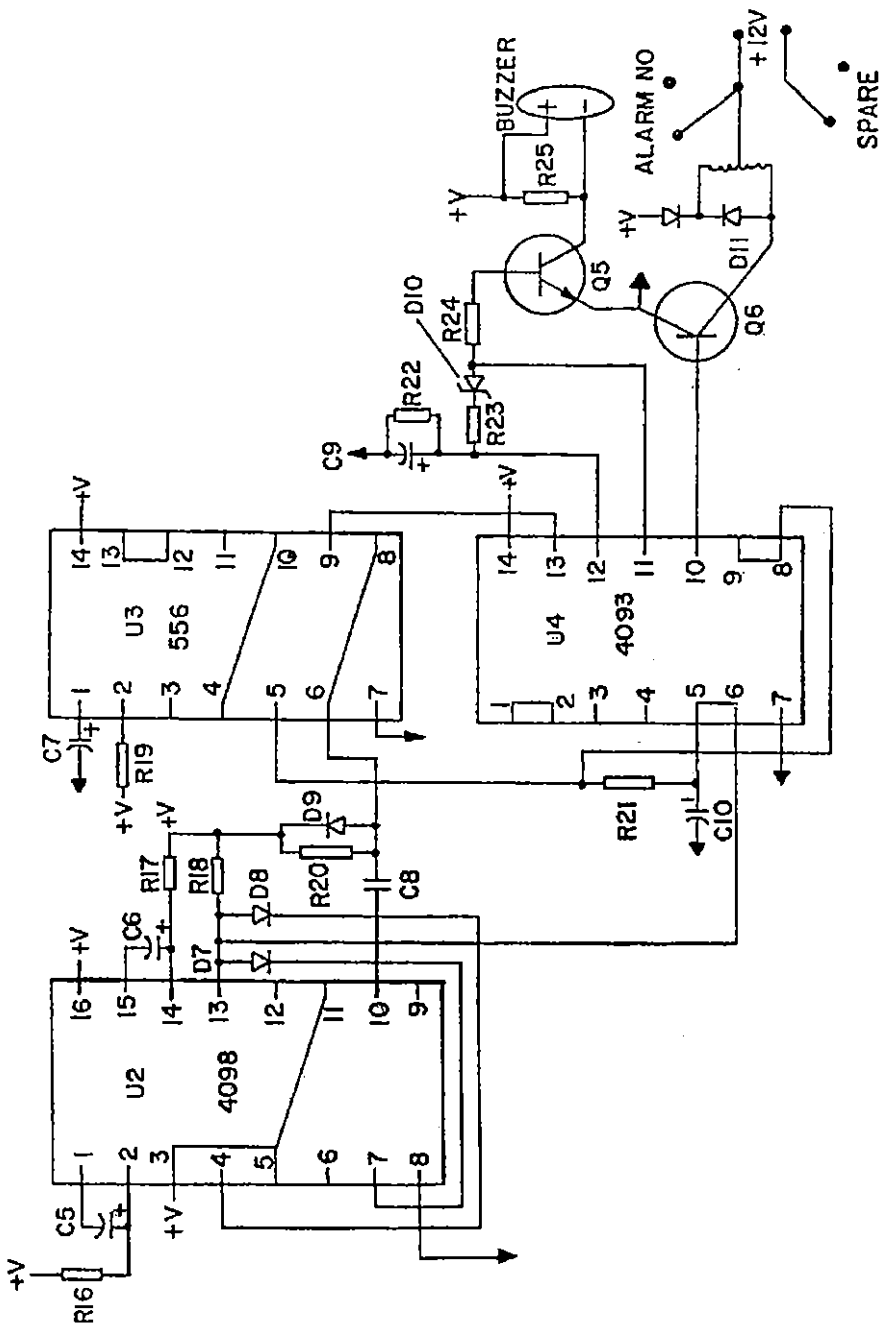 +V
R16
C5
1
2
3
4
5
6
7
8
+V
U2
4098
16
15
14
13
12
11
10
9
+V
C6
R17
+V
R18
D7
D8
R20
D9
C8
C7
+V
R19
1
2
3
4
5
6
7
U3
556
14
13
12
11
10
9
8
+V
R21
C10
1
2
3
4
5
6
7
U4
4093
14
13
12
11
10
9
8
+V
C9
R22
R23
D10
R24
Q5
Q6
+V
R25
BUZZER
+V
D11
ALARM NO
+12V
SPARE